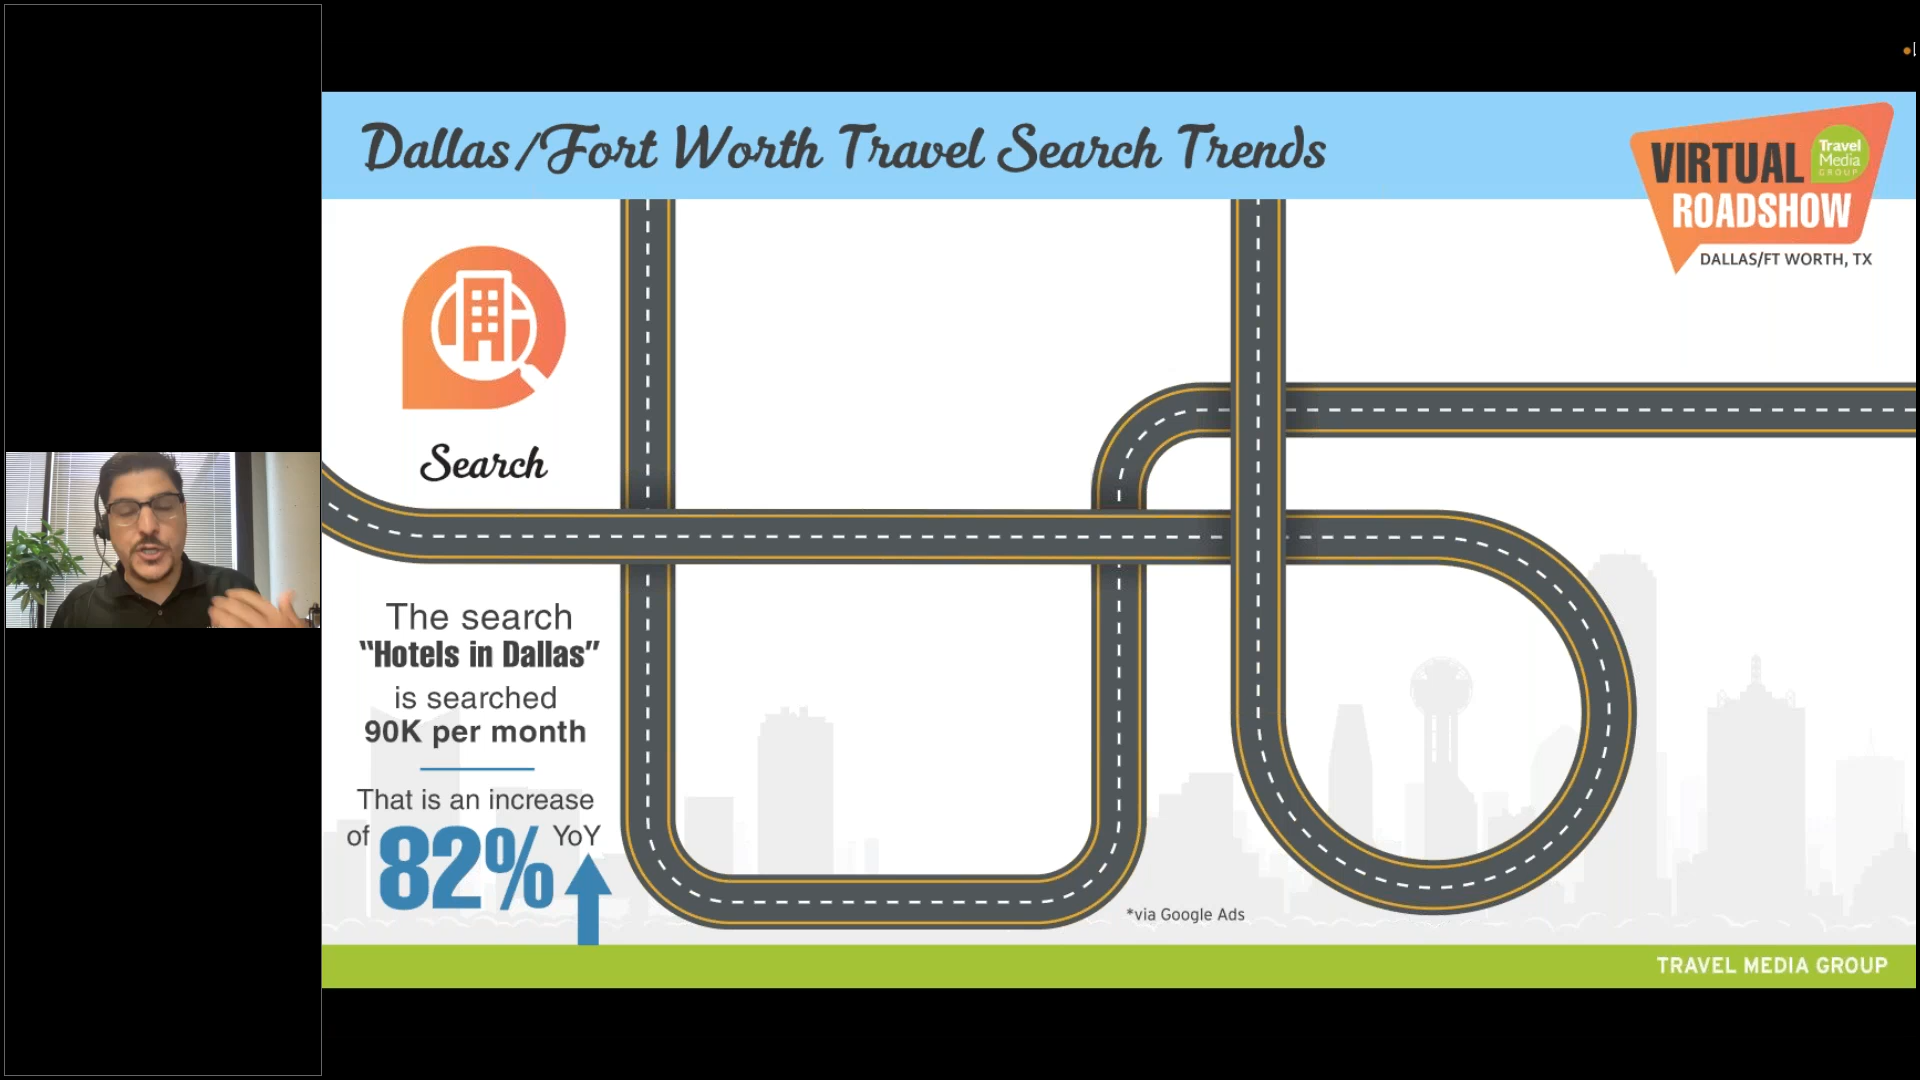 Dallas/Fort Worth Travel Search Trends
VIRTUAL
Travel
Media
GROUP
ROADSHOW
DALLAS/FT WORTH, TX
Search
The search
“Hotels in Dallas”
is searched
90K per month
That is an increase
of 82% YoY
*via Google Ads
TRAVEL MEDIA GROUP